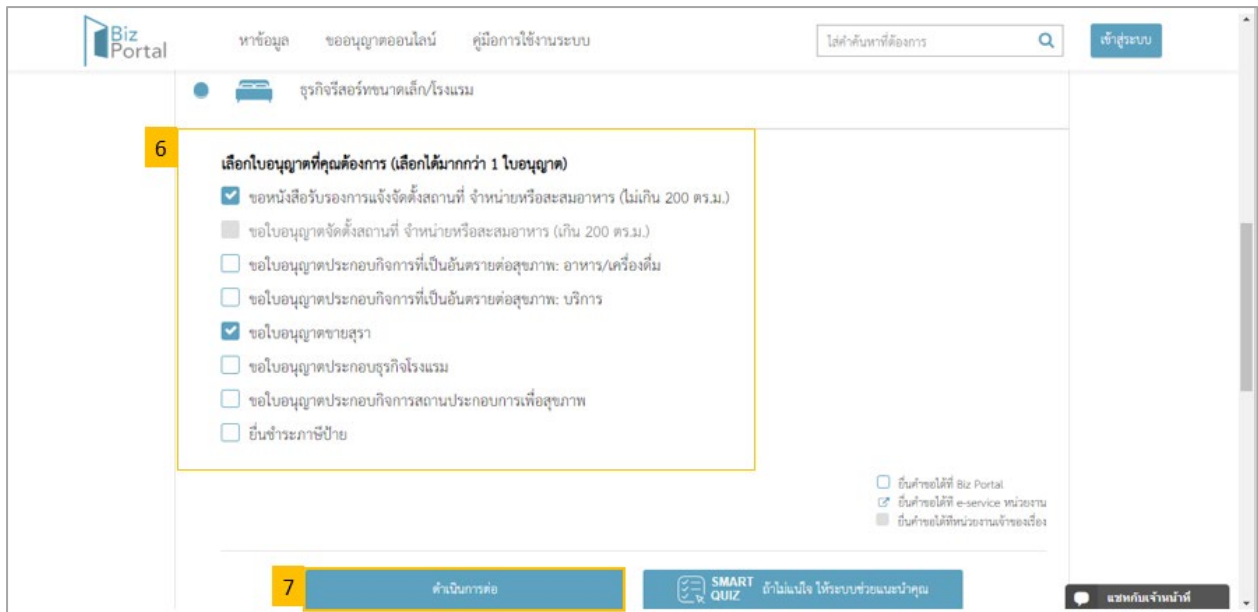 Biz
Portal
หาข้อมูล ขออนุญาตออนไลน์ คู่มือการใช้งานระบบ ใส่คำค้นหาที่ต้องการ เข้าสู่ระบบ
ธุรกิจรีสอร์ทขนาดเล็ก/โรงแรม
6
เลือกใบอนุญาตที่คุณต้องการ (เลือกได้มากกว่า 1 ใบอนุญาต)
ขอหนังสือรับรองการแจ้งจัดตั้งสถานที่ จำหน่ายหรือสะสมอาหาร (ไม่เกิน 200 ตร.ม.)
ขอใบอนุญาตจัดตั้งสถานที่ จำหน่ายหรือสะสมอาหาร (เกิน 200 ตร.ม.)
ขอใบอนุญาตประกอบกิจการที่เป็นอันตรายต่อสุขภาพ: อาหาร/เครื่องดื่ม
ขอใบอนุญาตประกอบกิจการที่เป็นอันตรายต่อสุขภาพ: บริการ
ขอใบอนุญาตขายสุรา
ขอใบอนุญาตประกอบธุรกิจโรงแรม
ขอใบอนุญาตประกอบกิจการสถานประกอบการเพื่อสุขภาพ
ยื่นชำระภาษีป้าย
ยื่นคำขอได้ที่ Biz Portal
ยื่นคำขอได้ที่ e-service หน่วยงาน
ยื่นคำขอได้ที่หน่วยงานเจ้าของเรื่อง
7
ดำเนินการต่อ
SMART
QUIZ
ถ้าไม่แน่ใจ ให้ระบบช่วยแนะนำคุณ
แชทกับเจ้าหน้าที่